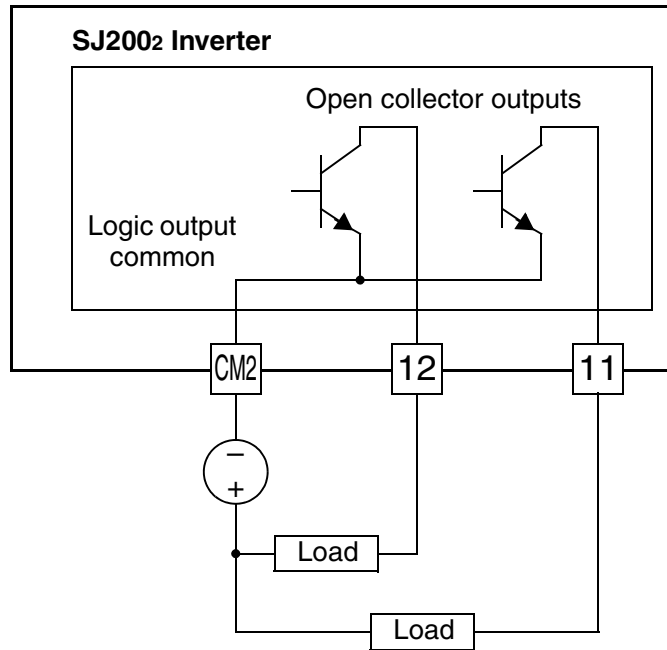 SJ2002 Inverter
Open collector outputs
Logic output
common
CM2
12
11
–
+
Load
Load